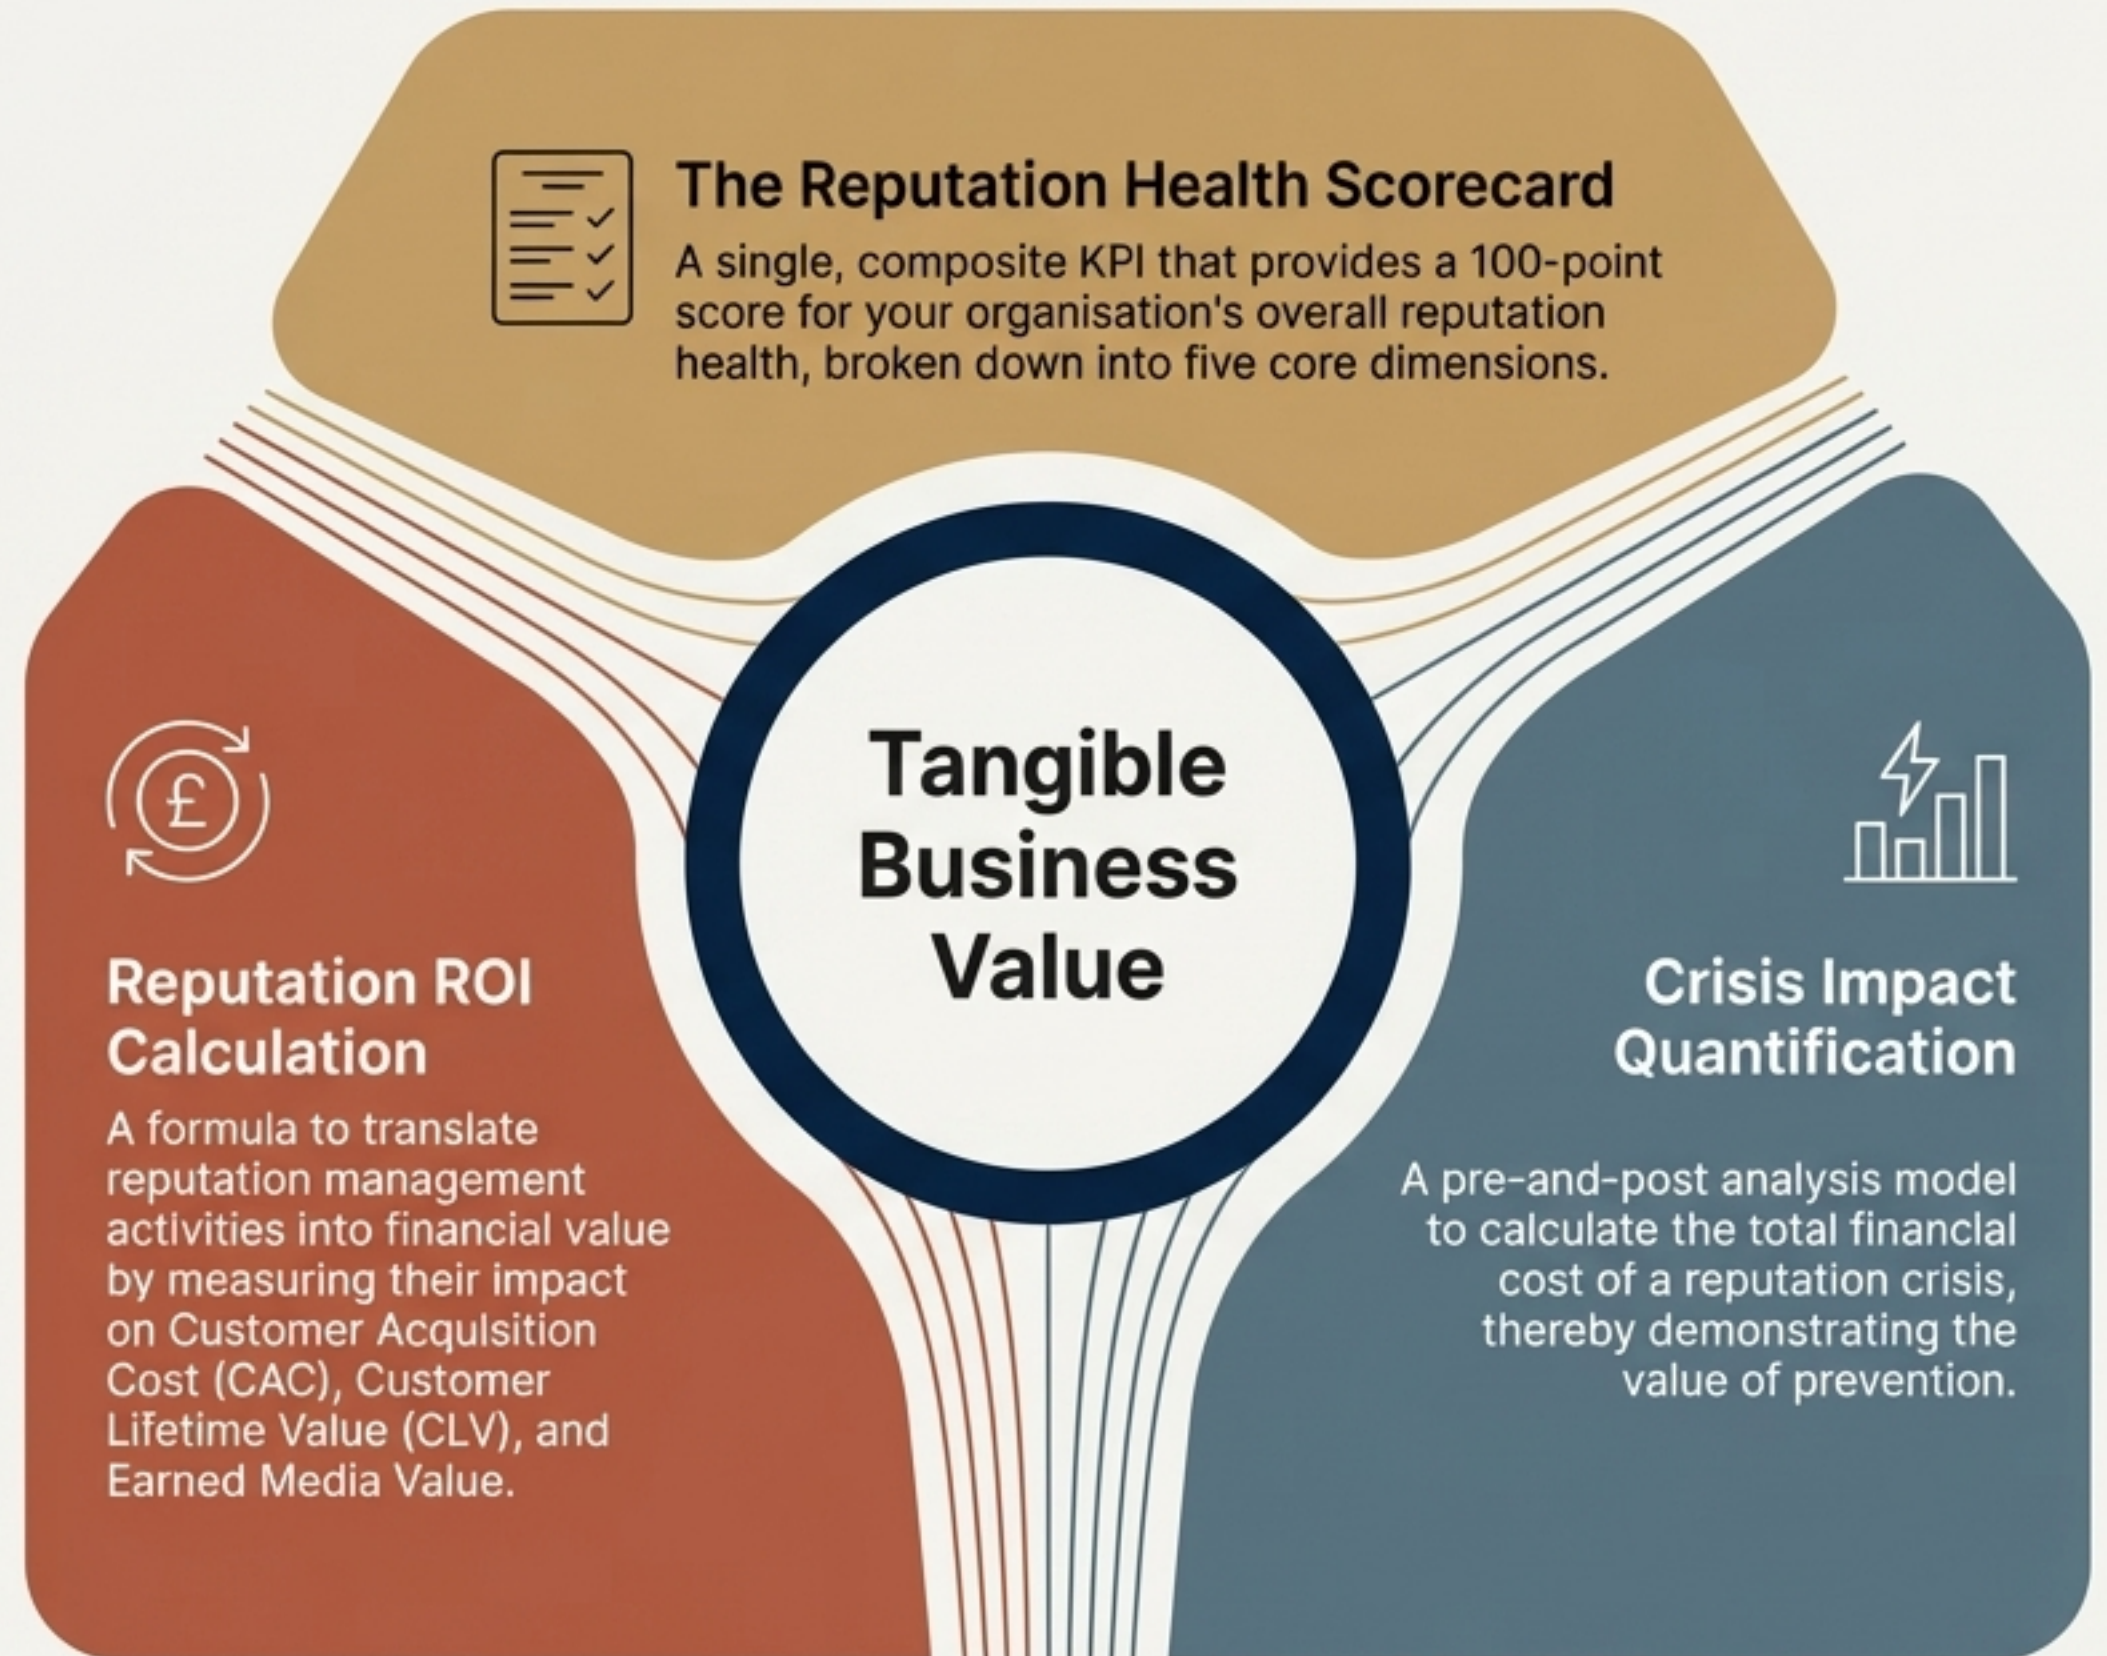 The Reputation Health Scorecard
A single, composite KPI that provides a 100-point
score for your organisation's overall reputation
health, broken down into five core dimensions.
Tangible
Business
Value
£
Reputation ROI
Calculation
A formula to translate
reputation management
activities into financial value
by measuring their impact
on Customer Acqulsition
Cost (CAC), Customer
Lifetime Value (CLV), and
Earned Media Value.
Crisis Impact
Quantification
A pre-and-post analysis model
to calculate the total financlal
cost of a reputation crisis,
thereby demonstrating the
value of prevention.